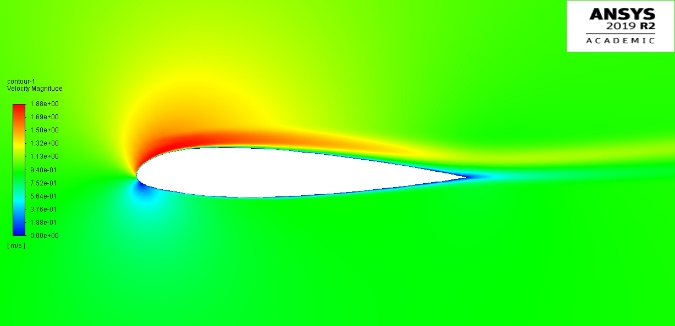 ANSYS
2019 R2
ACADEMIC
contour-1
Velocity Magnitude
1.88e+00
1.69e+00
1.50e+00
1.32e+00
1.13e+00
9.40e-01
7.52e-01
5.64e-01
3.76e-01
1.88e-01
0.00e+00
[ m/s ]